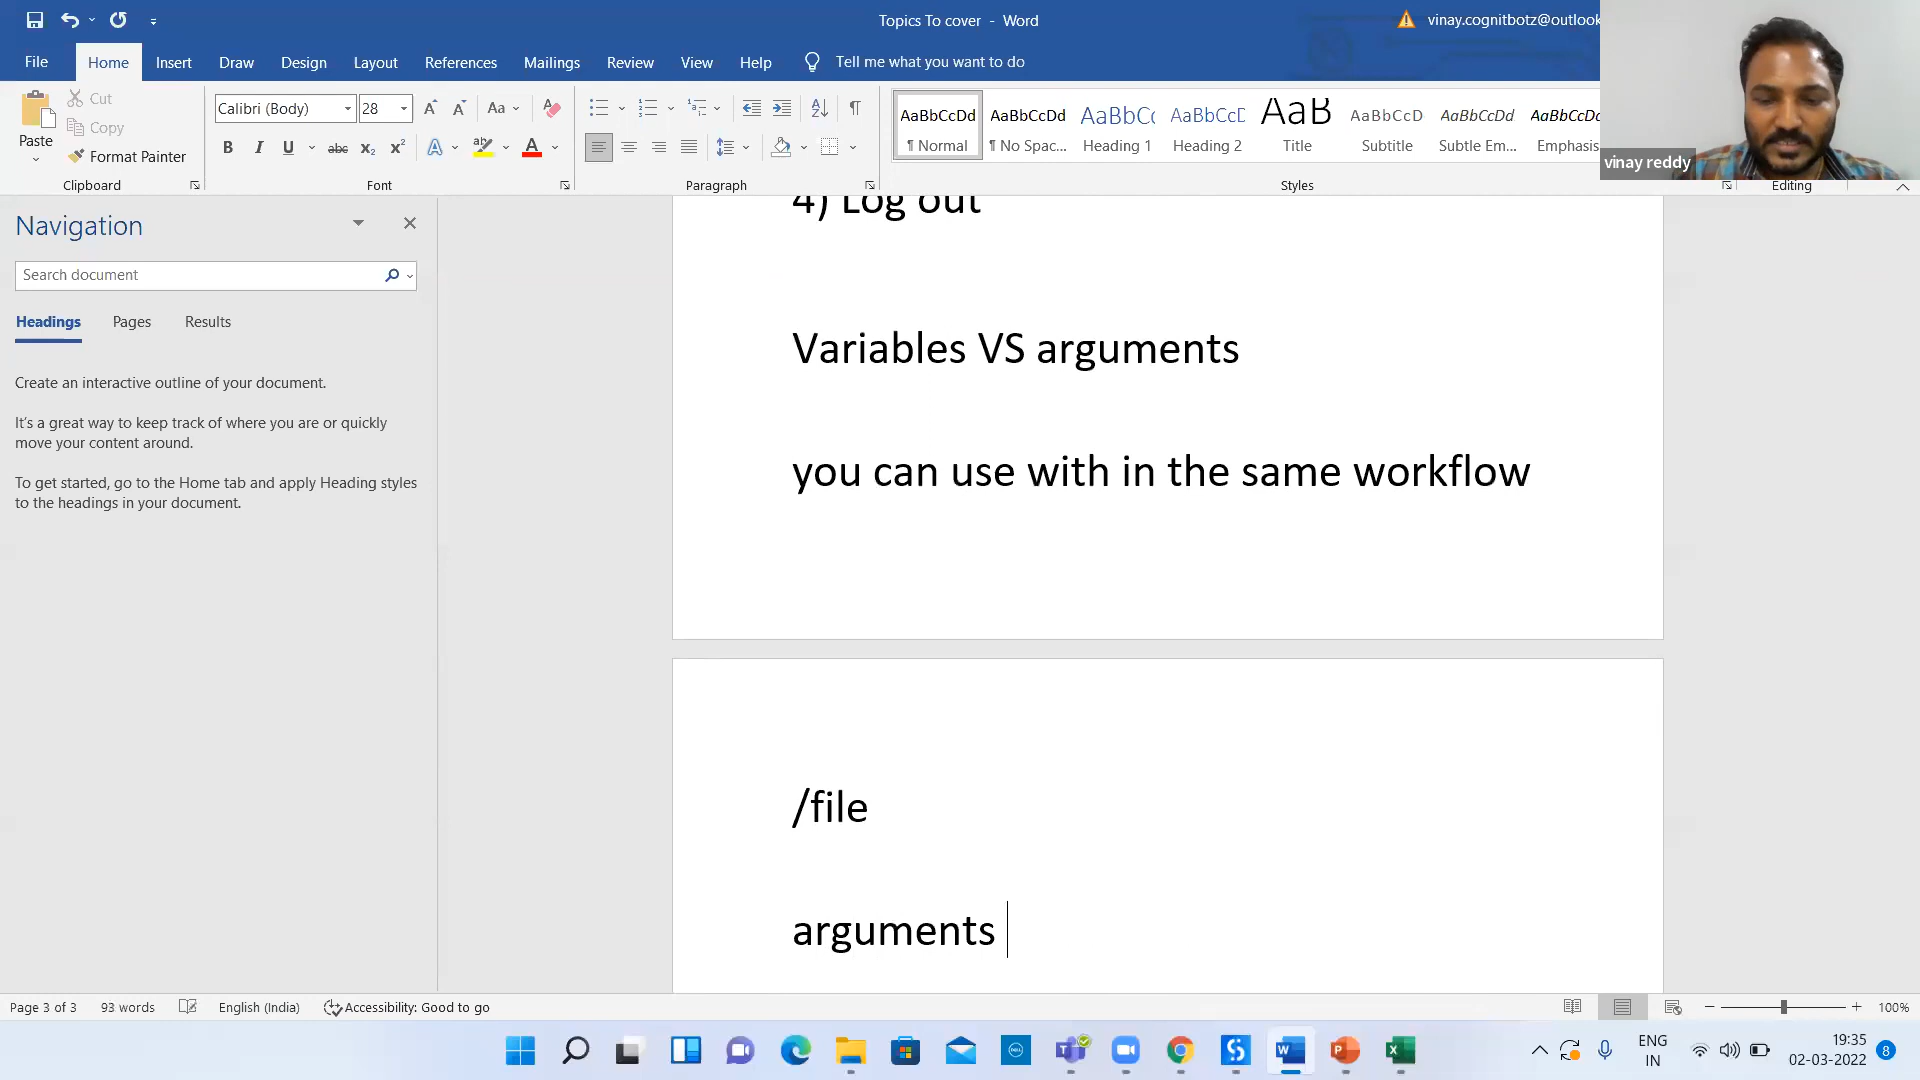 Topics To cover - Word
vinay.cognitbotz@outlook
File
Home
Insert
Draw
Design
Layout
References
Mailings
Review
View
Help
Tell me what you want to do
Paste
Cut
Copy
Format Painter
Clipboard
Calibri (Body)
28
Aa
B
I
U
abc
x₂
x²
A
A
Font
Paragraph
AaBbCcDd
¶ Normal
AaBbCcDd
¶ No Spac...
AaBbCc
Heading 1
AaBbCcD
Heading 2
AaB
Title
AaBbCcD
Subtitle
AaBbCcDd
Subtle Em...
AaBbCcDd
Emphasis
Styles
Editing
vinay reddy
Navigation
Search document
Headings
Pages
Results
Create an interactive outline of your document.
It's a great way to keep track of where you are or quickly
move your content around.
To get started, go to the Home tab and apply Heading styles
to the headings in your document.
4) Log out
Variables VS arguments
you can use with in the same workflow
/file
arguments
Page 3 of 3
93 words
English (India)
Accessibility: Good to go
100%
ENG
IN
19:35
02-03-2022
8